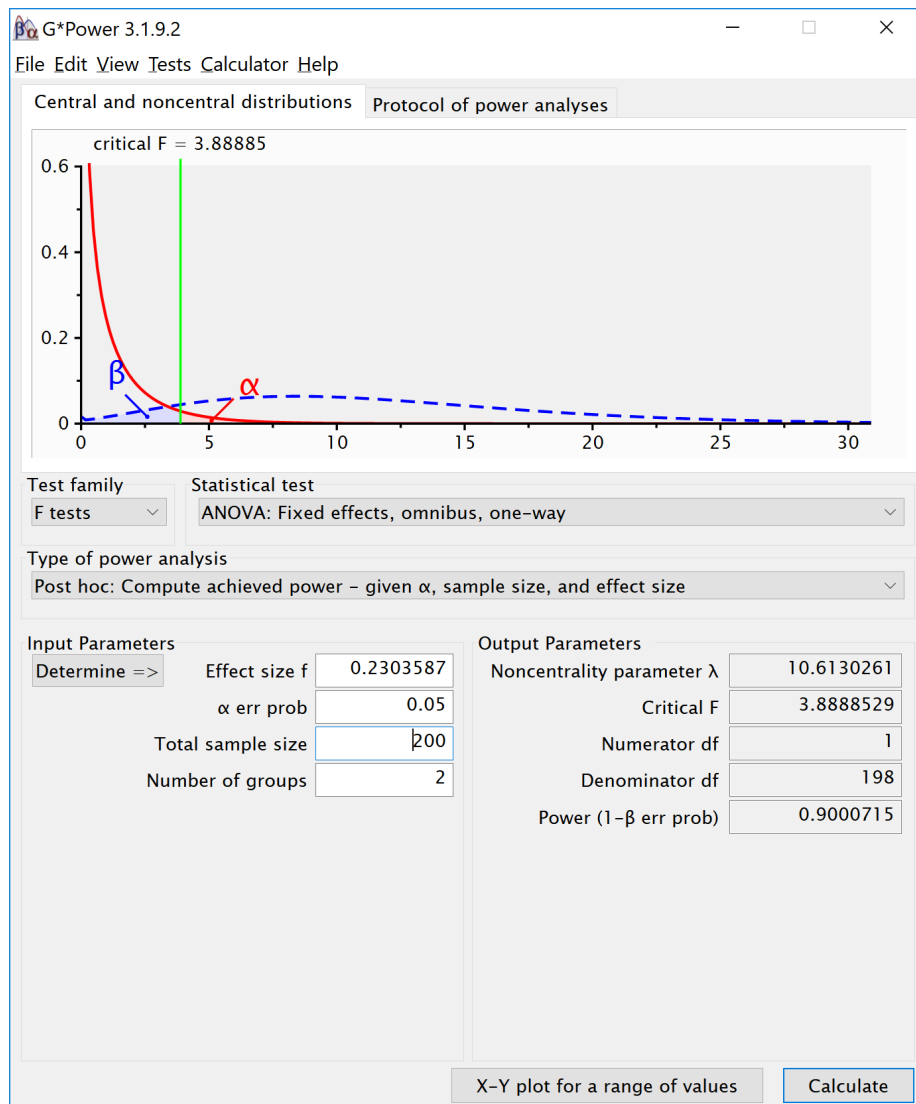 βα G*Power 3.1.9.2
File Edit View Tests Calculator Help
Central and noncentral distributions Protocol of power analyses
critical F = 3.88885
0.6
0.4
0.2
0
β
α
0 5 10 15 20 25 30
Test family Statistical test
F tests ANOVA: Fixed effects, omnibus, one-way
Type of power analysis
Post hoc: Compute achieved power - given α, sample size, and effect size
Input Parameters Output Parameters
Determine => Effect size f 0.2303587 Noncentrality parameter λ 10.6130261
α err prob 0.05 Critical F 3.8888529
Total sample size 200 Numerator df 1
Number of groups 2 Denominator df 198
Power (1-β err prob) 0.9000715
X-Y plot for a range of values Calculate